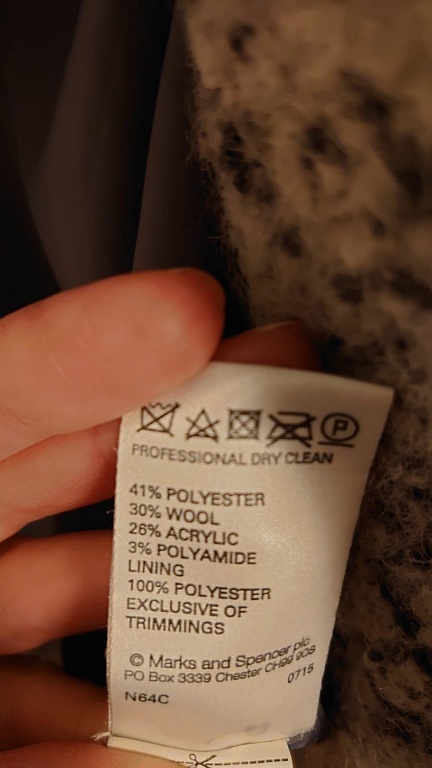 P
PROFESSIONAL DRY CLEAN
41% POLYESTER
30% WOOL
26% ACRYLIC
3% POLYAMIDE
LINING
100% POLYESTER
EXCLUSIVE OF
TRIMMINGS
© Marks and Spencer plc
PO Box 3339 Chester CH99 9QS
0715
N64C